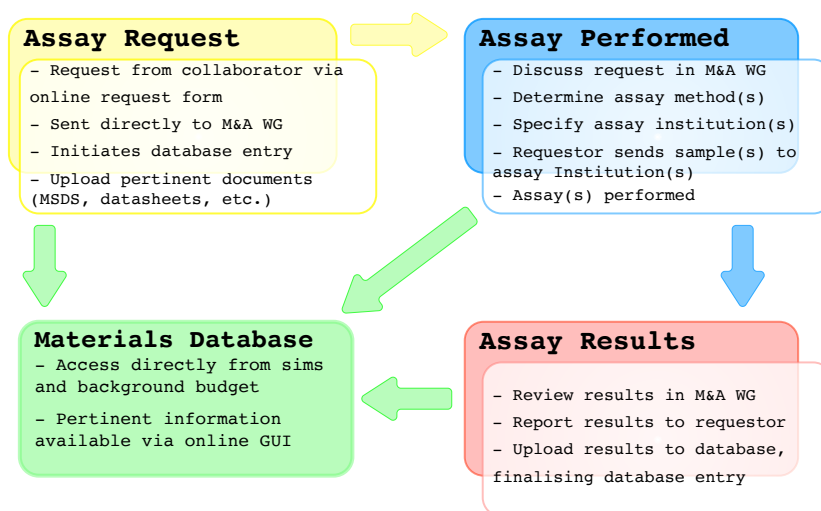 Assay Request
– Request from collaborator via
online request form
– Sent directly to M&A WG
– Initiates database entry
– Upload pertinent documents
(MSDS, datasheets, etc.)
Assay Performed
– Discuss request in M&A WG
– Determine assay method(s)
– Specify assay institution(s)
– Requestor sends sample(s) to
assay Institution(s)
– Assay(s) performed
Materials Database
– Access directly from sims
and background budget
– Pertinent information
available via online GUI
Assay Results
– Review results in M&A WG
– Report results to requestor
– Upload results to database,
finalising database entry